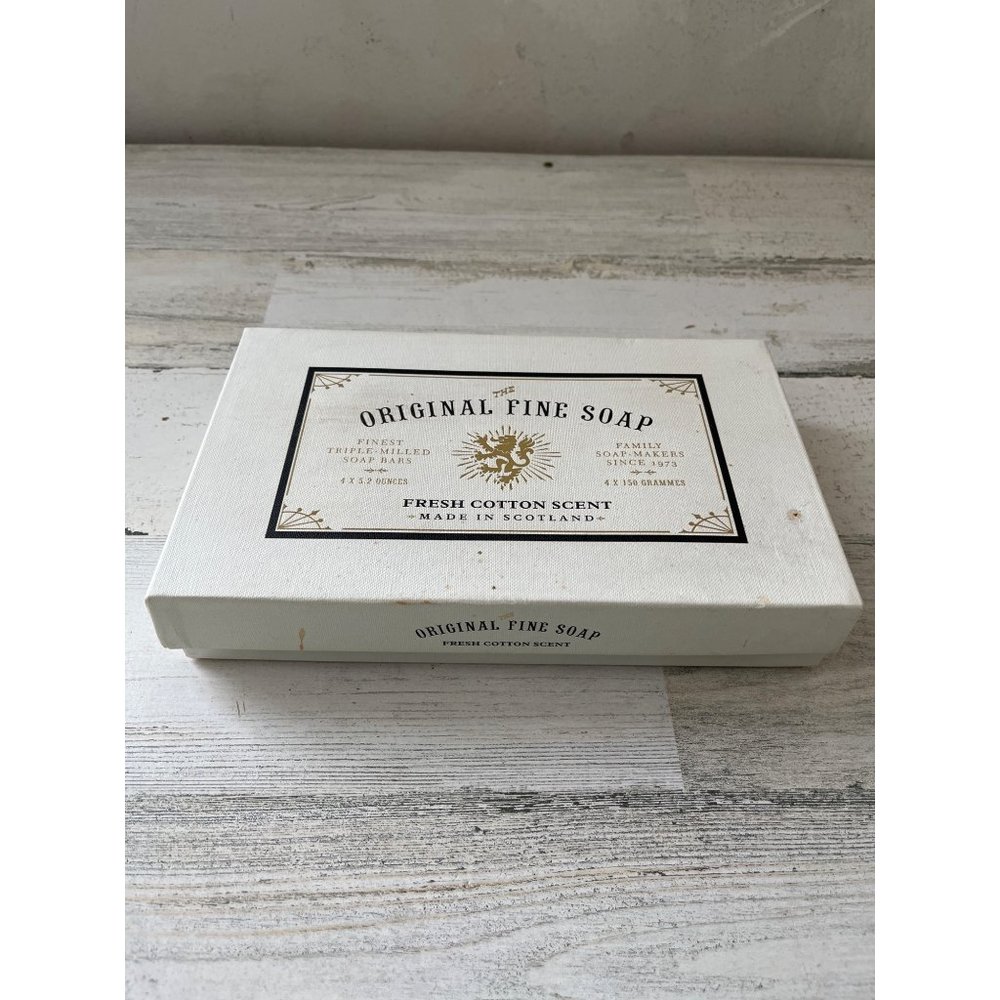 THE
ORIGINAL FINE SOAP
FINEST
TRIPLE-MILLED
SOAP BARS
4 X 5.2 OUNCES
FAMILY
SOAP-MAKERS
SINCE 1973
4 X 150 GRAMMES
FRESH COTTON SCENT
MADE IN SCOTLAND
THE
ORIGINAL FINE SOAP
FRESH COTTON SCENT